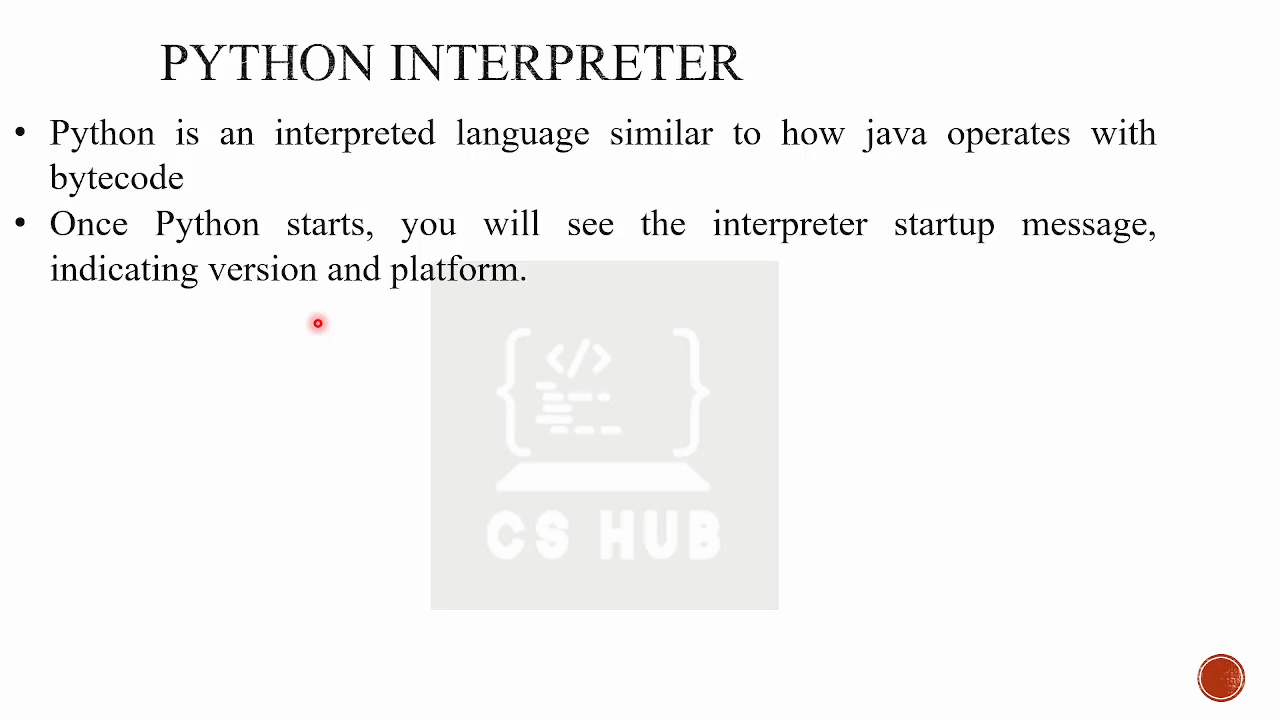 PYTHON INTERPRETER
• Python is an interpreted language similar to how java operates with
bytecode
• Once Python starts, you will see the interpreter startup message,
indicating version and platform.
</>
CS HUB